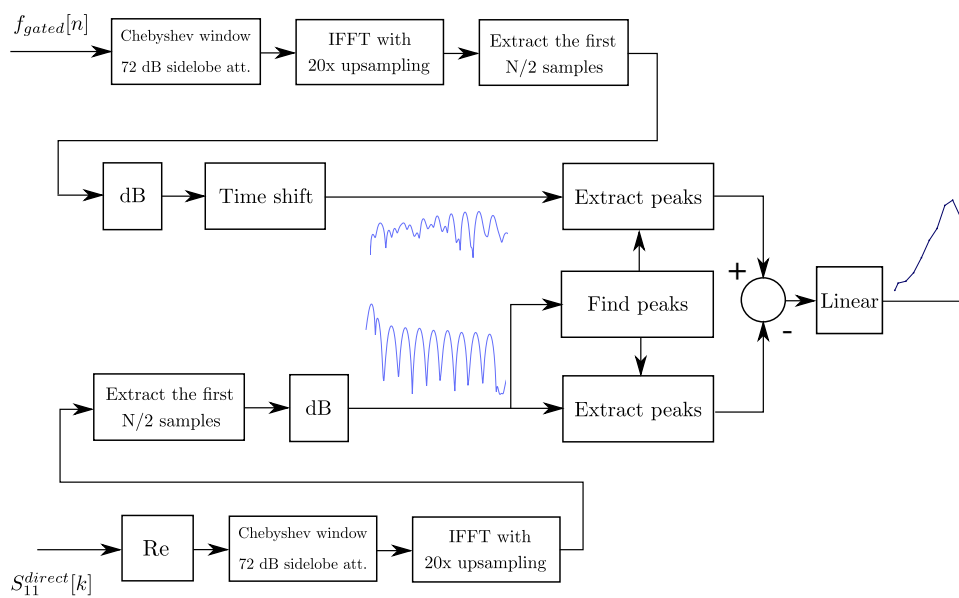 f_gated[n]
Chebyshev window
72 dB sidelobe att.
IFFT with
20x upsampling
Extract the first
N/2 samples
dB
Time shift
Extract peaks
+
Find peaks
Linear
-
Extract the first
N/2 samples
dB
Extract peaks
Re
Chebyshev window
72 dB sidelobe att.
IFFT with
20x upsampling
S_11^direct[k]